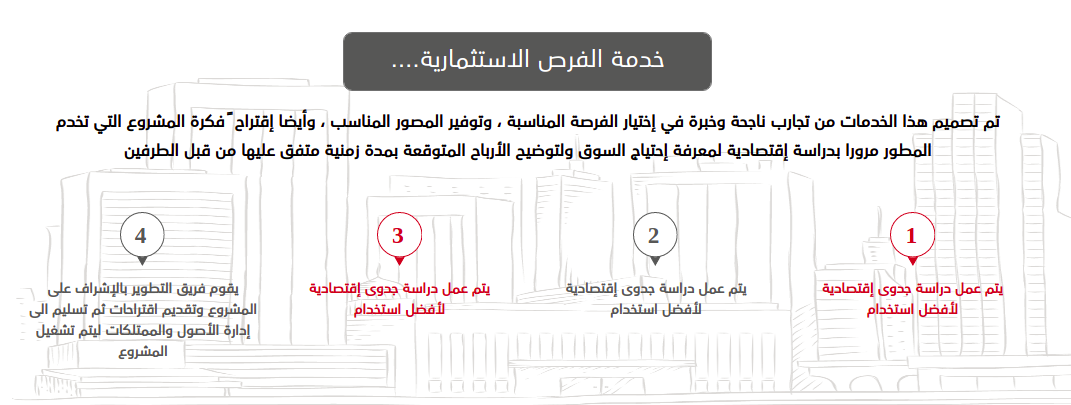 خدمة الفرص الاستثمارية....
تم تصميم هذا الخدمات من تجارب ناجحة وخبرة في إختيار الفرصة المناسبة ، وتوفير المصور المناسب ، وأيضا إقتراح ً فكرة المشروع التي تخدم
المطور مرورا بدراسة إقتصادية لمعرفة إحتياج السوق ولتوضيح الأرباح المتوقعة بمدة زمنية متفق عليها من قبل الطرفين
1
يتم عمل دراسة جدوى إقتصادية
لأفضل استخدام
2
يتم عمل دراسة جدوى إقتصادية
لأفضل استخدام
3
يتم عمل دراسة جدوى إقتصادية
لأفضل استخدام
4
يقوم فريق التطوير بالإشراف على
المشروع وتقديم اقتراحات ثم تسليم الى
إدارة الأصول والممتلكات ليتم تشغيل
المشروع